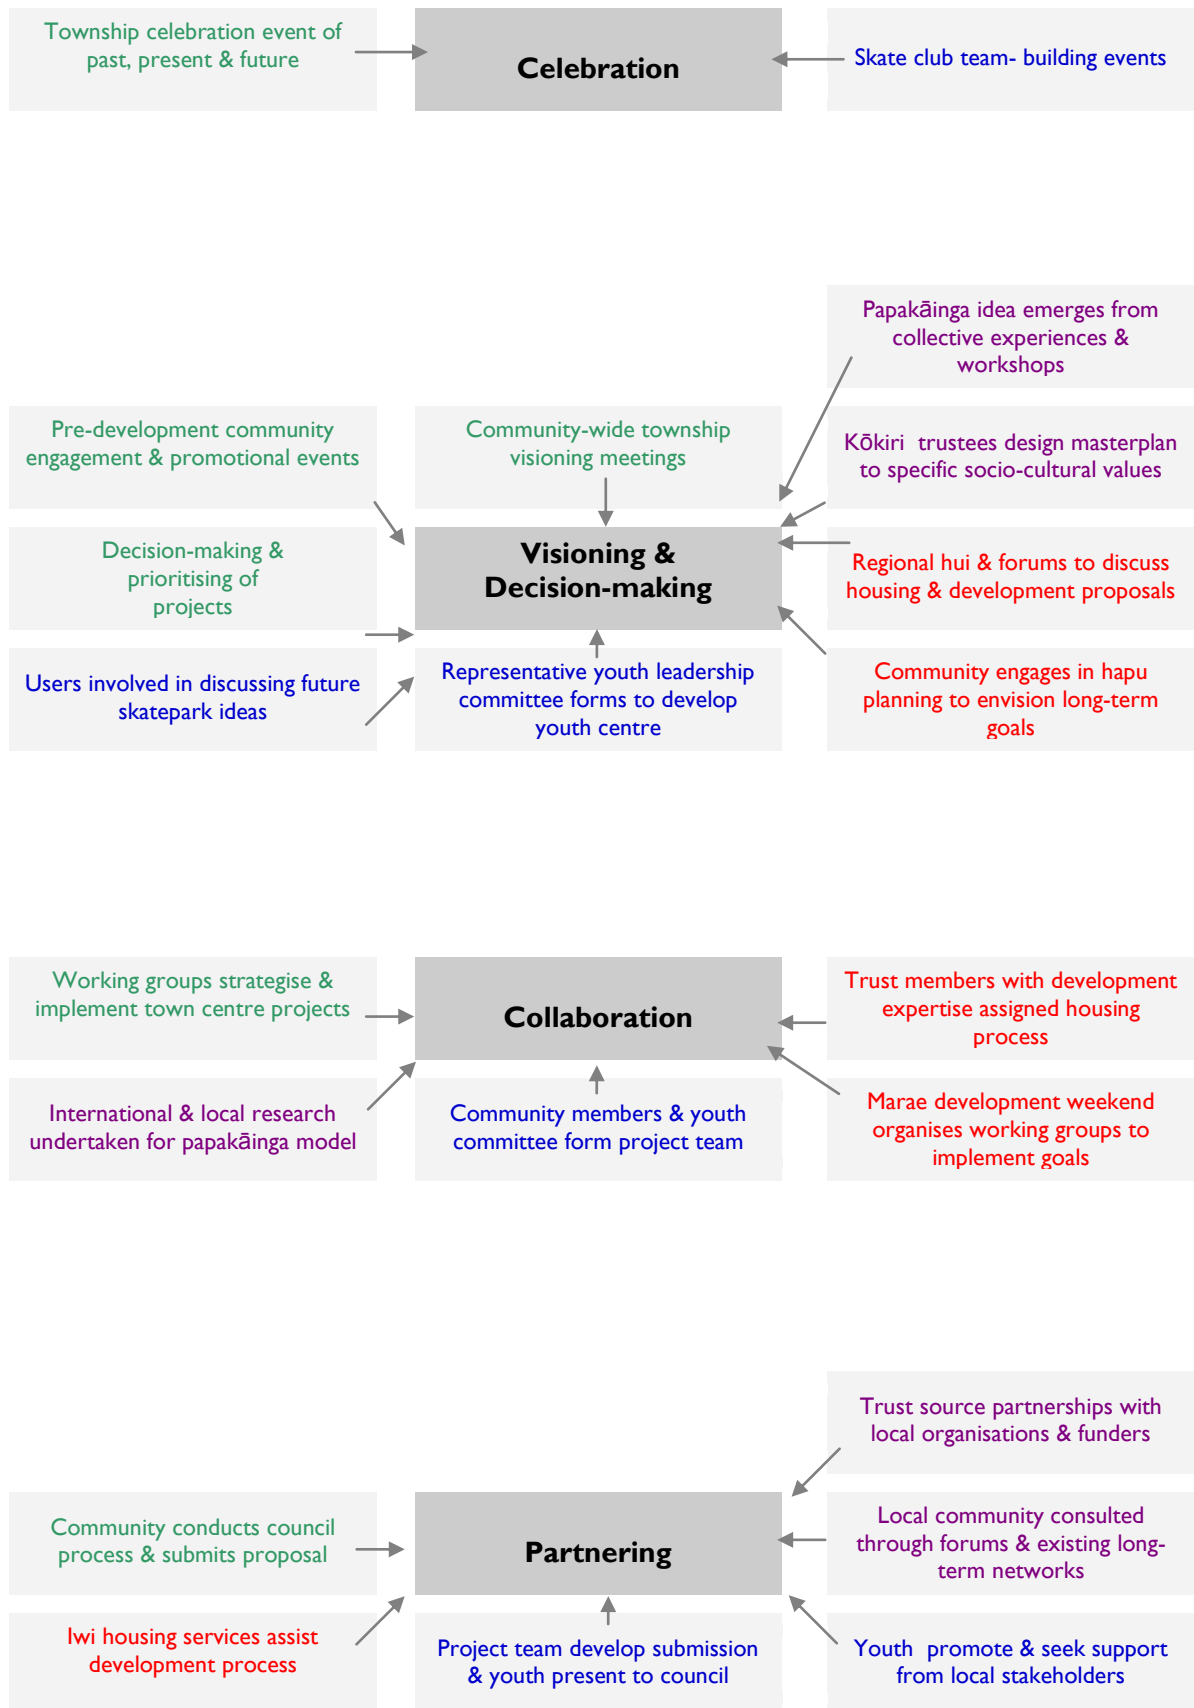 Township celebration event of
past, present & future
Celebration
Skate club team- building events
Papakāinga idea emerges from
collective experiences &
workshops
Pre-development community
engagement & promotional events
Community-wide township
visioning meetings
Kōkiri  trustees design masterplan
to specific socio-cultural values
Decision-making &
prioritising of
projects
Visioning &
Decision-making
Regional hui & forums to discuss
housing & development proposals
Users involved in discussing future
skatepark ideas
Representative youth leadership
committee forms to develop
youth centre
Community engages in hapu
planning to envision long-term
goals
Working groups strategise &
implement town centre projects
Collaboration
Trust members with development
expertise assigned housing
process
International & local research
undertaken for papakāinga model
Community members & youth
committee form project team
Marae development weekend
organises working groups to
implement goals
Trust source partnerships with
local organisations & funders
Community conducts council
process & submits proposal
Partnering
Local community consulted
through forums & existing long-
term networks
Iwi housing services assist
development process
Project team develop submission
& youth present to council
Youth  promote & seek support
from local stakeholders